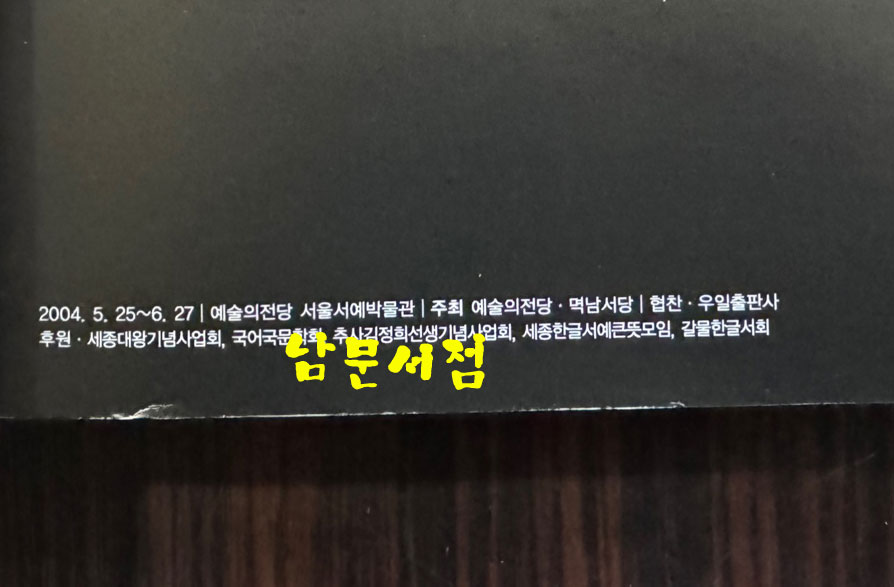 2004. 5. 25~6. 27 | 예술의전당 서울서예박물관 | 주최 예술의전당 · 멱남서당 | 협찬 · 우일출판사
후원 · 세종대왕기념사업회, 국어국문학회, 추사김정희선생기념사업회, 세종한글서예큰뜻모임, 갈물한글서회
남문서점